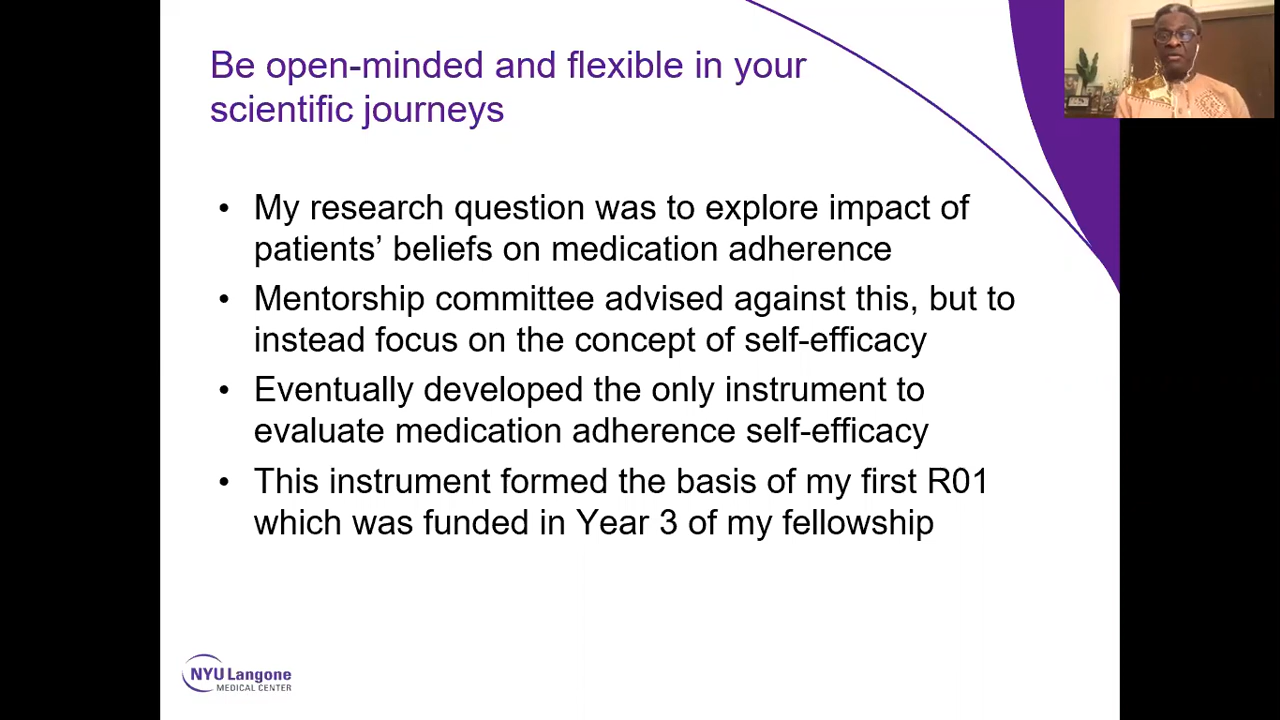 Be open-minded and flexible in your
scientific journeys
• My research question was to explore impact of
patients’ beliefs on medication adherence
• Mentorship committee advised against this, but to
instead focus on the concept of self-efficacy
• Eventually developed the only instrument to
evaluate medication adherence self-efficacy
• This instrument formed the basis of my first R01
which was funded in Year 3 of my fellowship
NYU Langone
MEDICAL CENTER